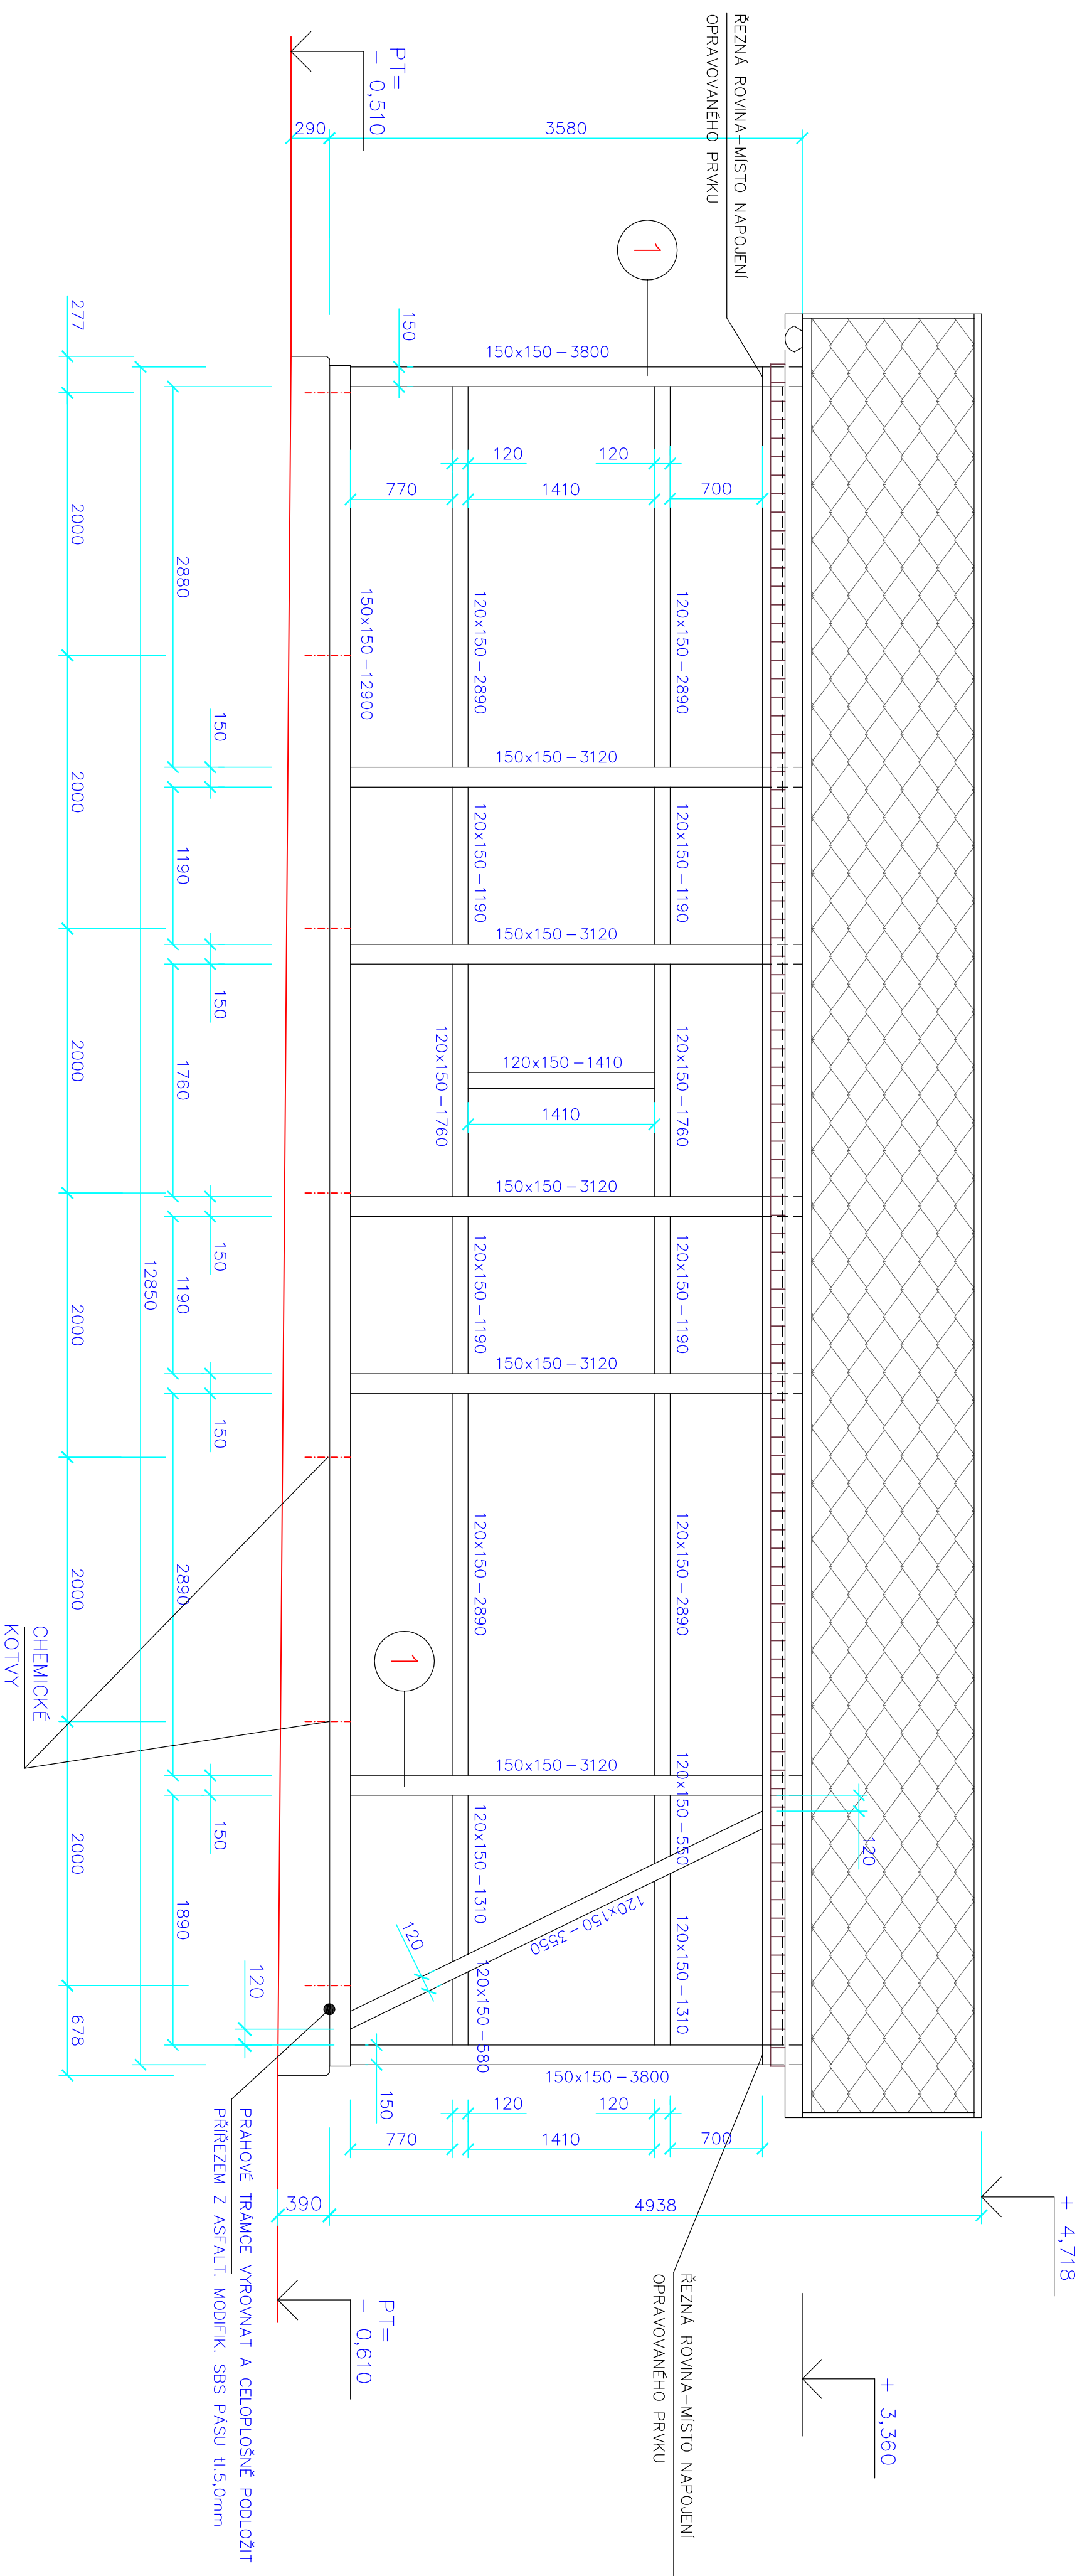 ŘEZNÁ ROVINA-MÍSTO NAPOJENÍ
OPRAVOVANÉHO PRVKU
PT=
- 0,510
290
3580
1
150
150x150-3800
120
120
770
1410
700
277
2000
2880
150x150-12900
120x150-2890
120x150-2890
150
150x150-3120
2000
1190
120x150-1190
120x150-1190
150x150-3120
150
2000
1760
120x150-1760
120x150-1410
1410
120x150-1760
150x150-3120
150
2000
1190
12850
120x150-1190
120x150-1190
150x150-3120
150
2000
2890
120x150-2890
120x150-2890
1
CHEMICKÉ
KOTVY
150x150-3120
150
120x150-550
120
2000
1890
120x150-1310
120x150-3550
120
120x150-1310
120x150-580
120
678
150x150-3800
150
120
120
770
1410
700
390
4938
+ 4,718
+ 3,360
PT=
- 0,610
ŘEZNÁ ROVINA-MÍSTO NAPOJENÍ
OPRAVOVANÉHO PRVKU
PRAHOVÉ TRÁMCE VYROVNAT A CELOPLOŠNĚ PODLOŽIT
PŘÍŘEZEM Z ASFALT. MODIFIK. SBS PÁSU tl.5,0mm